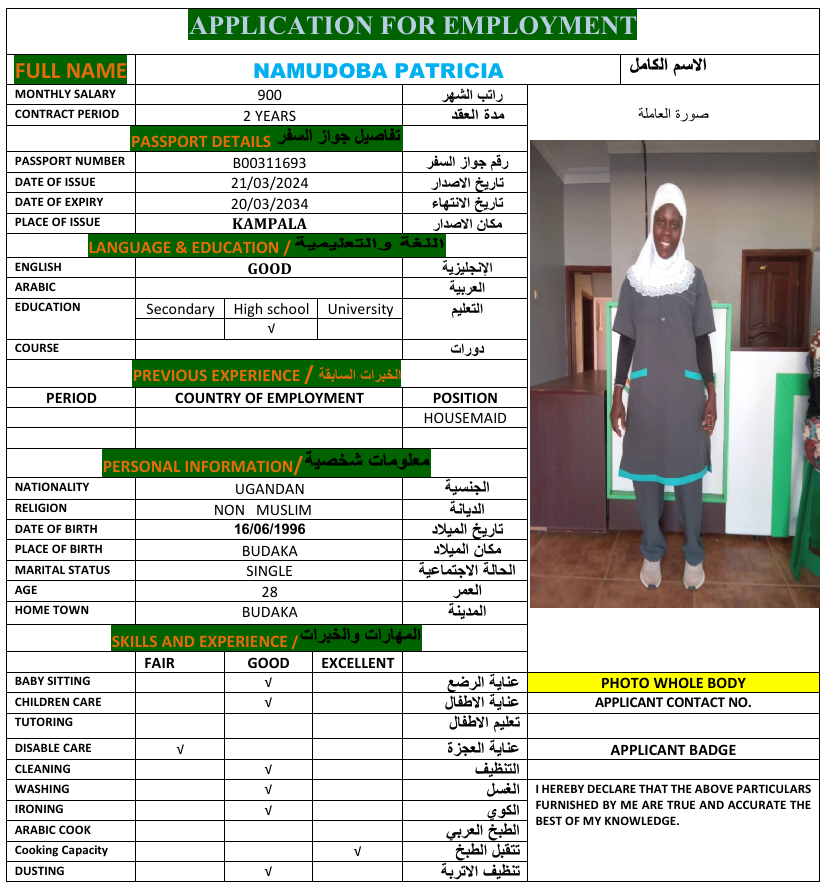 APPLICATION FOR EMPLOYMENT
FULL NAME NAMUDOBA PATRICIA الاسم الكامل
MONTHLY SALARY 900 راتب الشهر
CONTRACT PERIOD 2 YEARS مدة العقد
صورة العاملة
PASSPORT DETAILS تفاصيل جواز السفر
PASSPORT NUMBER B00311693 رقم جواز السفر
DATE OF ISSUE 21/03/2024 تاريخ الاصدار
DATE OF EXPIRY 20/03/2034 تاريخ الانتهاء
PLACE OF ISSUE KAMPALA مكان الاصدار
LANGUAGE & EDUCATION / اللغة والتعليمية
ENGLISH GOOD الإنجليزية
ARABIC العربية
EDUCATION Secondary High school University التعليم
√
COURSE دورات
PREVIOUS EXPERIENCE / الخبرات السابقة
PERIOD COUNTRY OF EMPLOYMENT POSITION
HOUSEMAID
PERSONAL INFORMATION/ معلومات شخصية
NATIONALITY UGANDAN الجنسية
RELIGION NON MUSLIM الديانة
DATE OF BIRTH 16/06/1996 تاريخ الميلاد
PLACE OF BIRTH BUDAKA مكان الميلاد
MARITAL STATUS SINGLE الحالة الاجتماعية
AGE 28 العمر
HOME TOWN BUDAKA المدينة
SKILLS AND EXPERIENCE / المهارات والخبرات
FAIR GOOD EXCELLENT
BABY SITTING √ عناية الرضع
PHOTO WHOLE BODY
CHILDREN CARE √ عناية الاطفال
APPLICANT CONTACT NO.
TUTORING تعليم الاطفال
DISABLE CARE √ عناية العجزة
APPLICANT BADGE
CLEANING √ التنظيف
WASHING √ الغسل
IRONING √ الكوي
ARABIC COOK الطبخ العربي
Cooking Capacity √ تتقبل الطبخ
DUSTING √ تنظيف الاتربة
I HEREBY DECLARE THAT THE ABOVE PARTICULARS
FURNISHED BY ME ARE TRUE AND ACCURATE THE
BEST OF MY KNOWLEDGE.